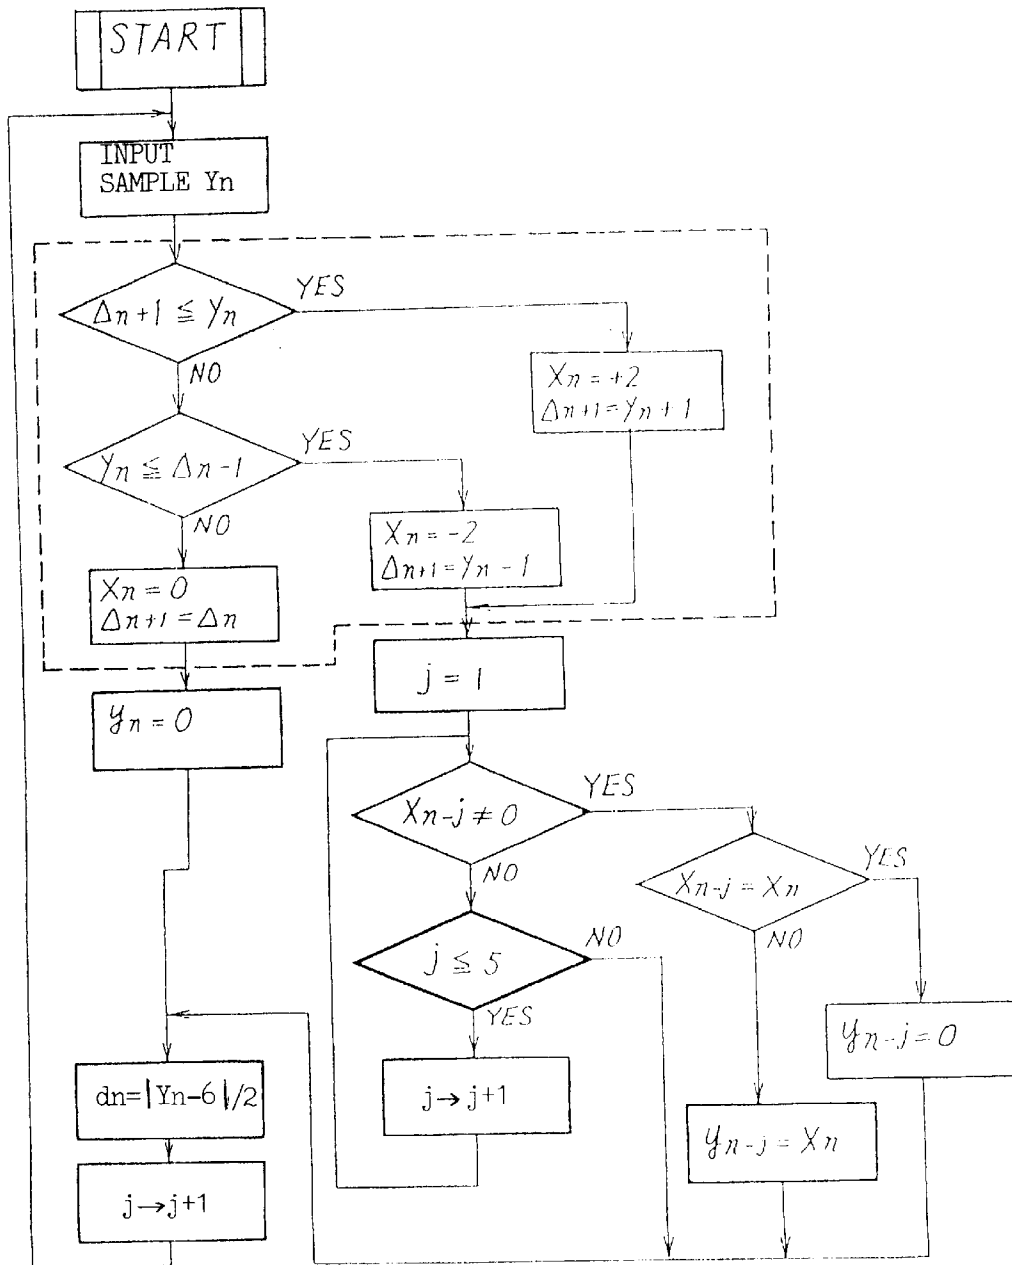 START
INPUT
SAMPLE Yn
Δn+1 ≦ Yn
YES
NO
Xn = +2
Δn+1 = Yn + 1
Yn ≦ Δn-1
YES
NO
Xn = -2
Δn+1 = Yn - 1
Xn = 0
Δn+1 = Δn
j = 1
yn = 0
Xn-j ≠ 0
YES
NO
Xn-j = Xn
YES
NO
j ≦ 5
NO
YES
yn-j = 0
dn=|Yn-6|/2
j→j+1
yn-j = Xn
j→j+1